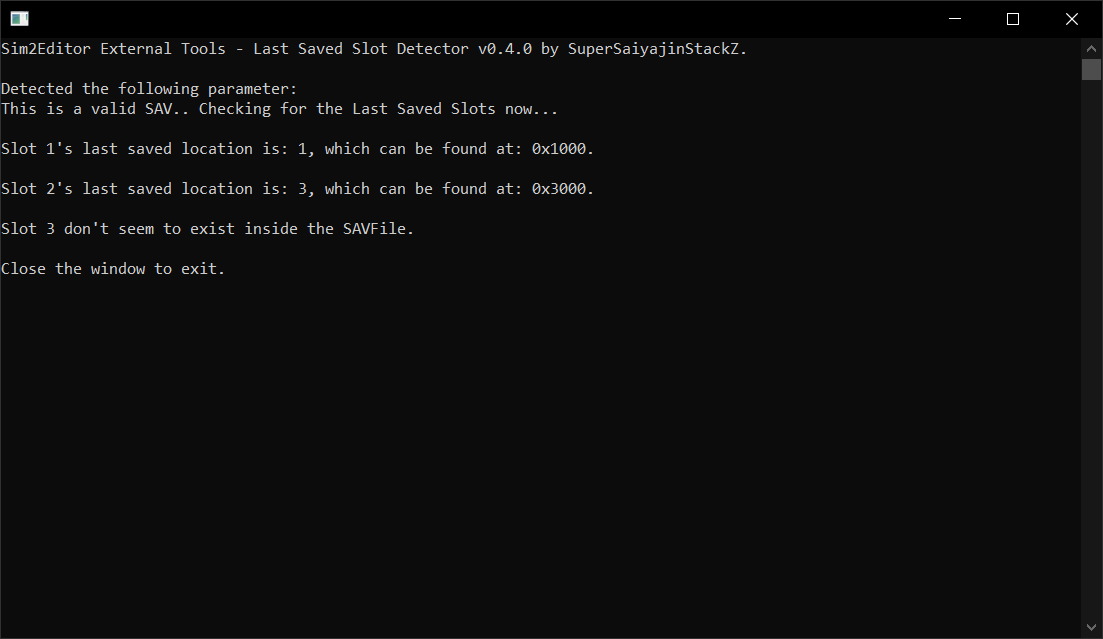 Sim2Editor External Tools - Last Saved Slot Detector v0.4.0 by SuperSaiyajinStackZ.
Detected the following parameter:
This is a valid SAV.. Checking for the Last Saved Slots now...
Slot 1's last saved location is: 1, which can be found at: 0x1000.
Slot 2's last saved location is: 3, which can be found at: 0x3000.
Slot 3 don't seem to exist inside the SAVFile.
Close the window to exit.